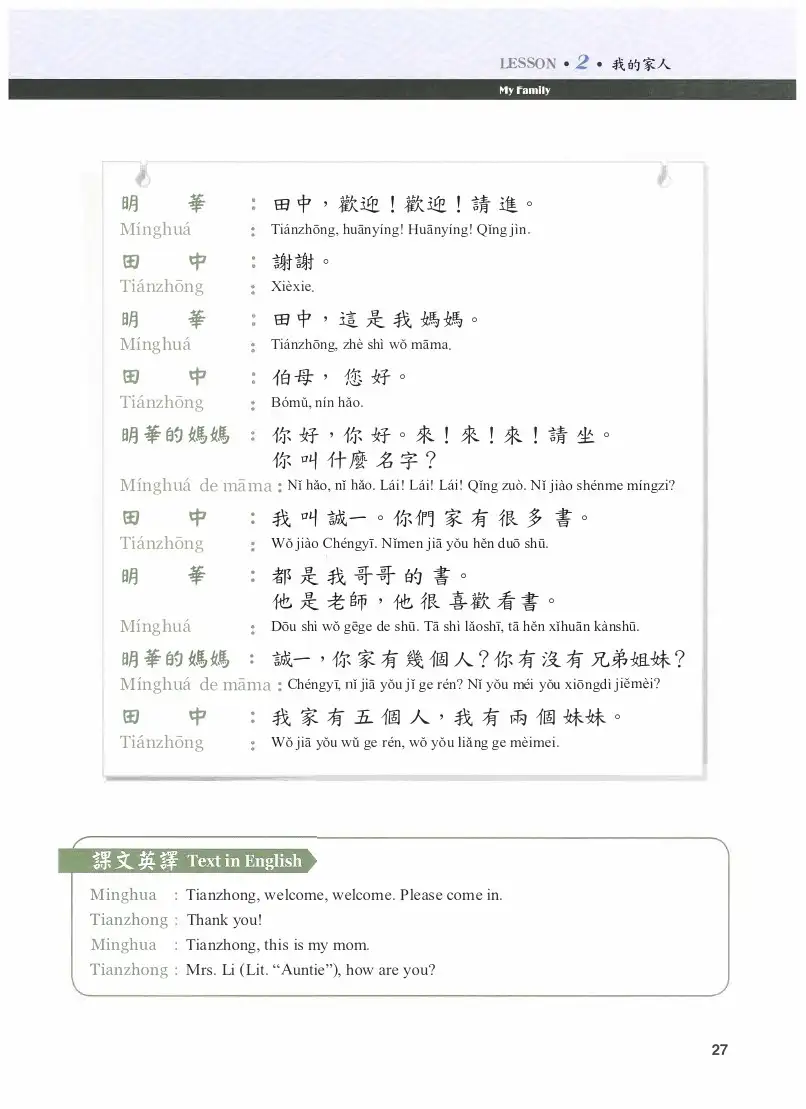 LESSON • 2 • 我的家人
My Family
明華：田中，歡迎！歡迎！請進。
Mínghuá : Tiánzhōng, huānyíng! Huānyíng! Qǐng jìn.
田中：謝謝。
Tiánzhōng : Xièxie.
明華：田中，這是我媽媽。
Mínghuá : Tiánzhōng, zhè shì wǒ māma.
田中：伯母，您好。
Tiánzhōng : Bómǔ, nín hǎo.
明華的媽媽：你好，你好。來！來！來！請坐。
你叫什麼名字？
Mínghuá de māma : Nǐ hǎo, nǐ hǎo. Lái! Lái! Lái! Qǐng zuò. Nǐ jiào shénme míngzi?
田中：我叫誠一。你們家有很多書。
Tiánzhōng : Wǒ jiào Chéngyī. Nǐmen jiā yǒu hěn duō shū.
明華：都是我哥哥的書。
他是老師，他很喜歡看書。
Mínghuá : Dōu shì wǒ gēge de shū. Tā shì lǎoshī, tā hěn xǐhuān kànshū.
明華的媽媽：誠一，你家有幾個人？你有沒有兄弟姐妹？
Mínghuá de māma : Chéngyī, nǐ jiā yǒu jǐ ge rén? Nǐ yǒu méi yǒu xiōngdì jiěmèi?
田中：我家有五個人，我有兩個妹妹。
Tiánzhōng : Wǒ jiā yǒu wǔ ge rén, wǒ yǒu liǎng ge mèimei.
課文英譯 Text in English
Minghua : Tianzhong, welcome, welcome. Please come in.
Tianzhong : Thank you!
Minghua : Tianzhong, this is my mom.
Tianzhong : Mrs. Li (Lit. “Auntie”), how are you?
27